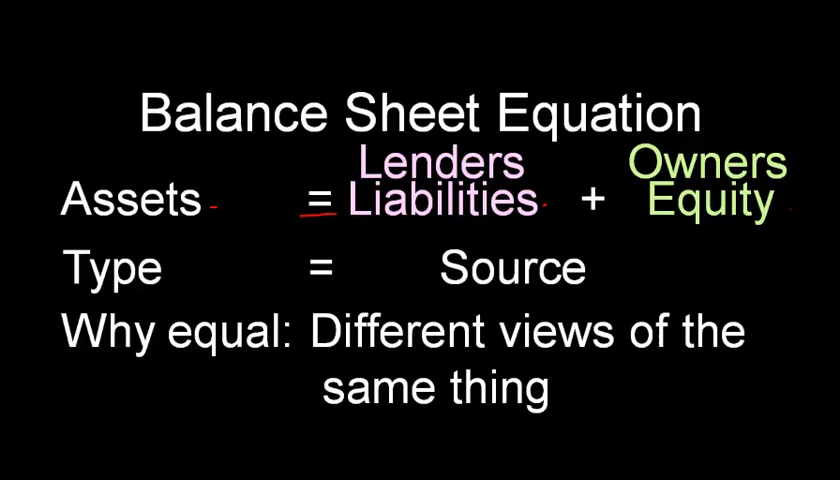 Balance Sheet Equation
Lenders Owners
Assets = Liabilities + Equity
Type = Source
Why equal: Different views of the
same thing